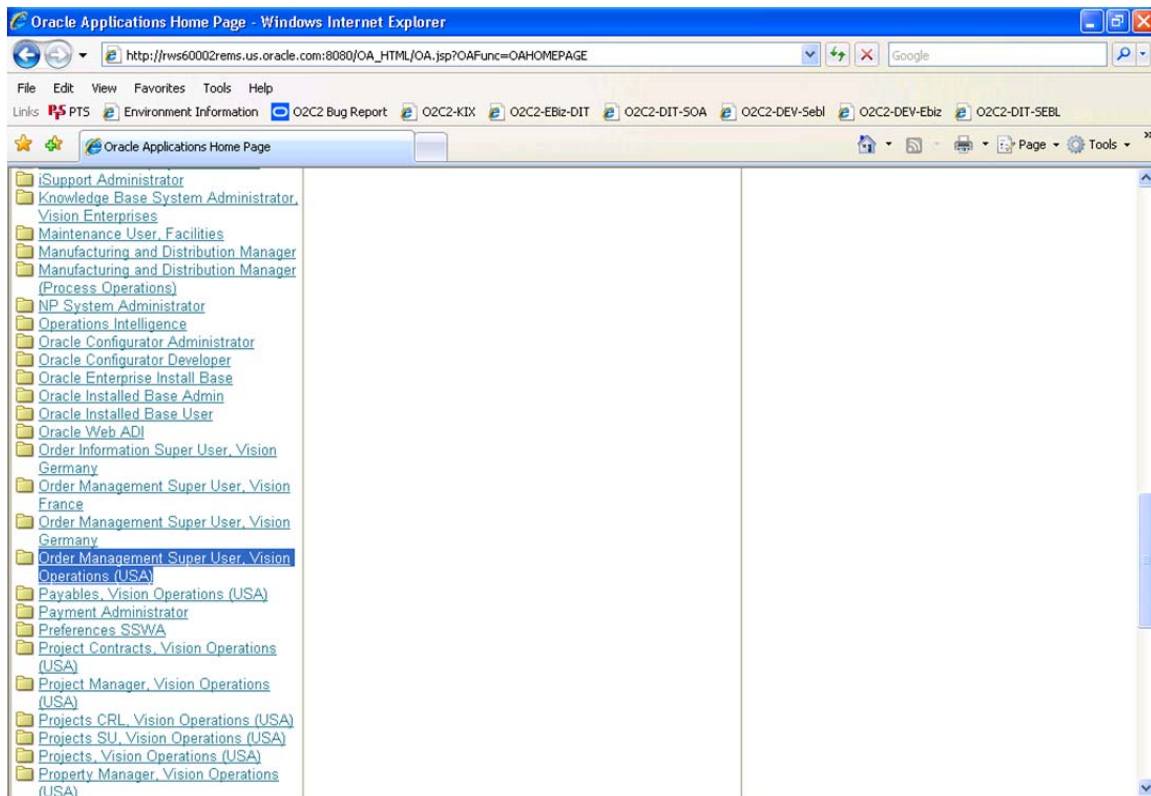 Oracle Applications Home Page - Windows Internet Explorer
http://rws60002rems.us.oracle.com:8080/OA_HTML/OA.jsp?OAFunc=OAHOMEPAGE
Google
File Edit View Favorites Tools Help
Links PTS Environment Information O2C2 Bug Report O2C2-KIX O2C2-EBiz-DIT O2C2-DIT-SOA O2C2-DEV-Sebl O2C2-DEV-Ebiz O2C2-DIT-SEBL
Oracle Applications Home Page
Page Tools
iSupport Administrator
Knowledge Base System Administrator,
Vision Enterprises
Maintenance User, Facilities
Manufacturing and Distribution Manager
Manufacturing and Distribution Manager
(Process Operations)
NP System Administrator
Operations Intelligence
Oracle Configurator Administrator
Oracle Configurator Developer
Oracle Enterprise Install Base
Oracle Installed Base Admin
Oracle Installed Base User
Oracle Web ADI
Order Information Super User, Vision
Germany
Order Management Super User, Vision
France
Order Management Super User, Vision
Germany
Order Management Super User, Vision
Operations (USA)
Payables, Vision Operations (USA)
Payment Administrator
Preferences SSWA
Project Contracts, Vision Operations
(USA)
Project Manager, Vision Operations
(USA)
Projects CRL, Vision Operations (USA)
Projects SU, Vision Operations (USA)
Projects, Vision Operations (USA)
Property Manager, Vision Operations
(USA)